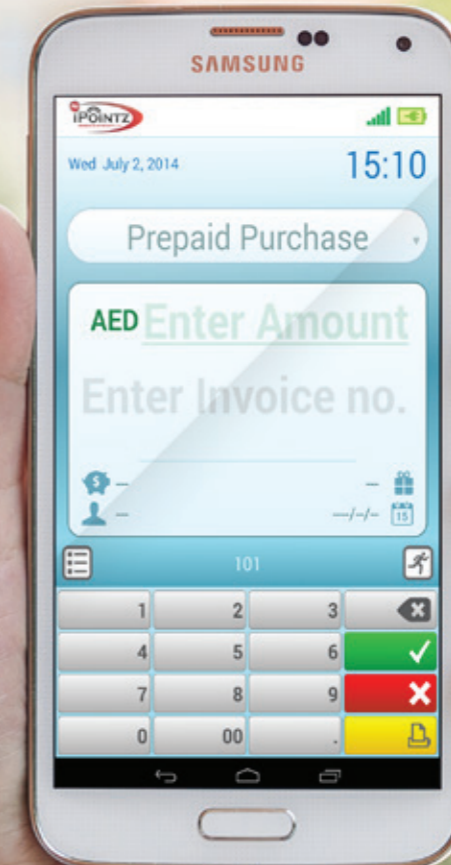 SAMSUNG
iPOiNTZ
Wed July 2, 2014
15:10
Prepaid Purchase
AED Enter Amount
Enter Invoice no.
--
--
--
--/--/--
15
101
1 2 3
4 5 6
7 8 9
0 00 .